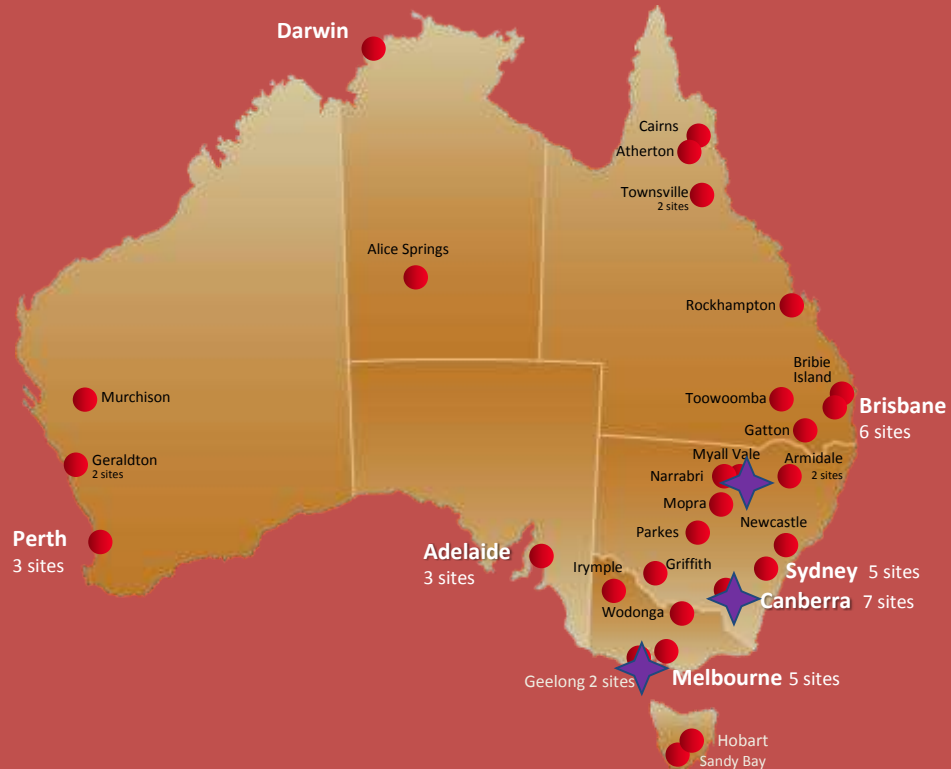 Darwin
Cairns
Atherton
Townsville
2 sites
Alice Springs
Rockhampton
Bribie
Island
Murchison
Toowoomba
Brisbane
6 sites
Gatton
Geraldton
2 sites
Myall Vale
Armidale
2 sites
Narrabri
Mopra
Newcastle
Parkes
Perth
3 sites
Adelaide
3 sites
Irymple
Griffith
Sydney 5 sites
Canberra 7 sites
Wodonga
Geelong 2 sites
Melbourne 5 sites
Hobart
Sandy Bay